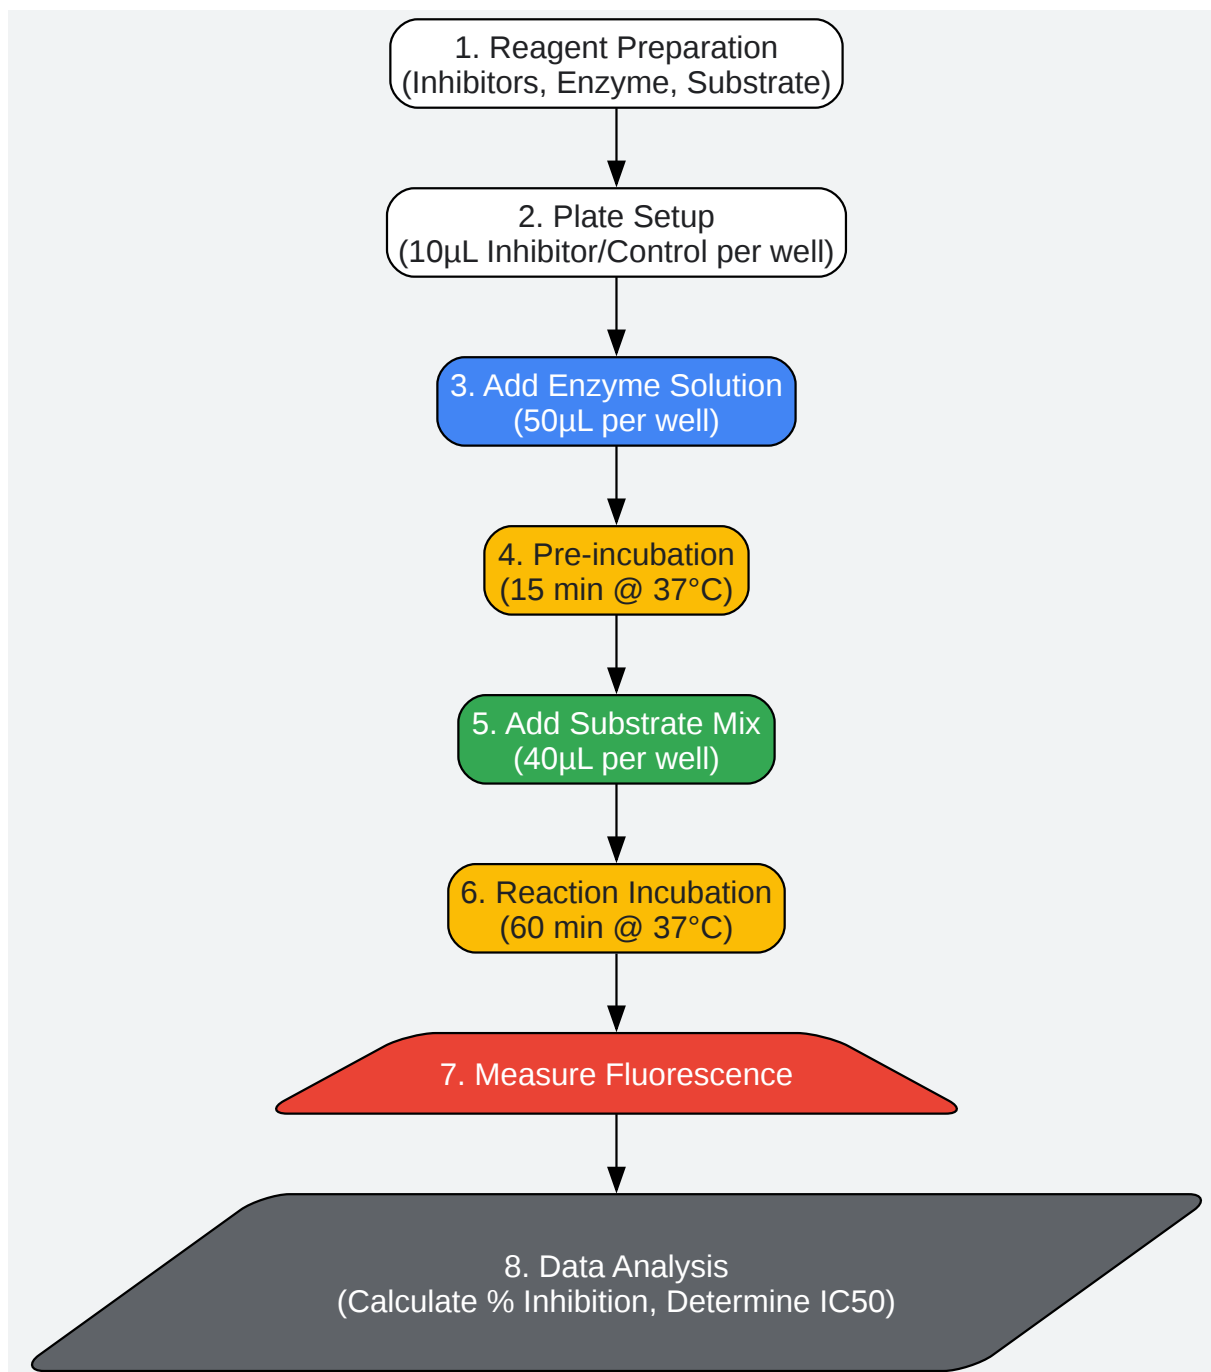 1. Reagent Preparation
(Inhibitors, Enzyme, Substrate)
2. Plate Setup
(10µL Inhibitor/Control per well)
3. Add Enzyme Solution
(50µL per well)
4. Pre-incubation
(15 min @ 37°C)
5. Add Substrate Mix
(40µL per well)
6. Reaction Incubation
(60 min @ 37°C)
7. Measure Fluorescence
8. Data Analysis
(Calculate % Inhibition, Determine IC50)